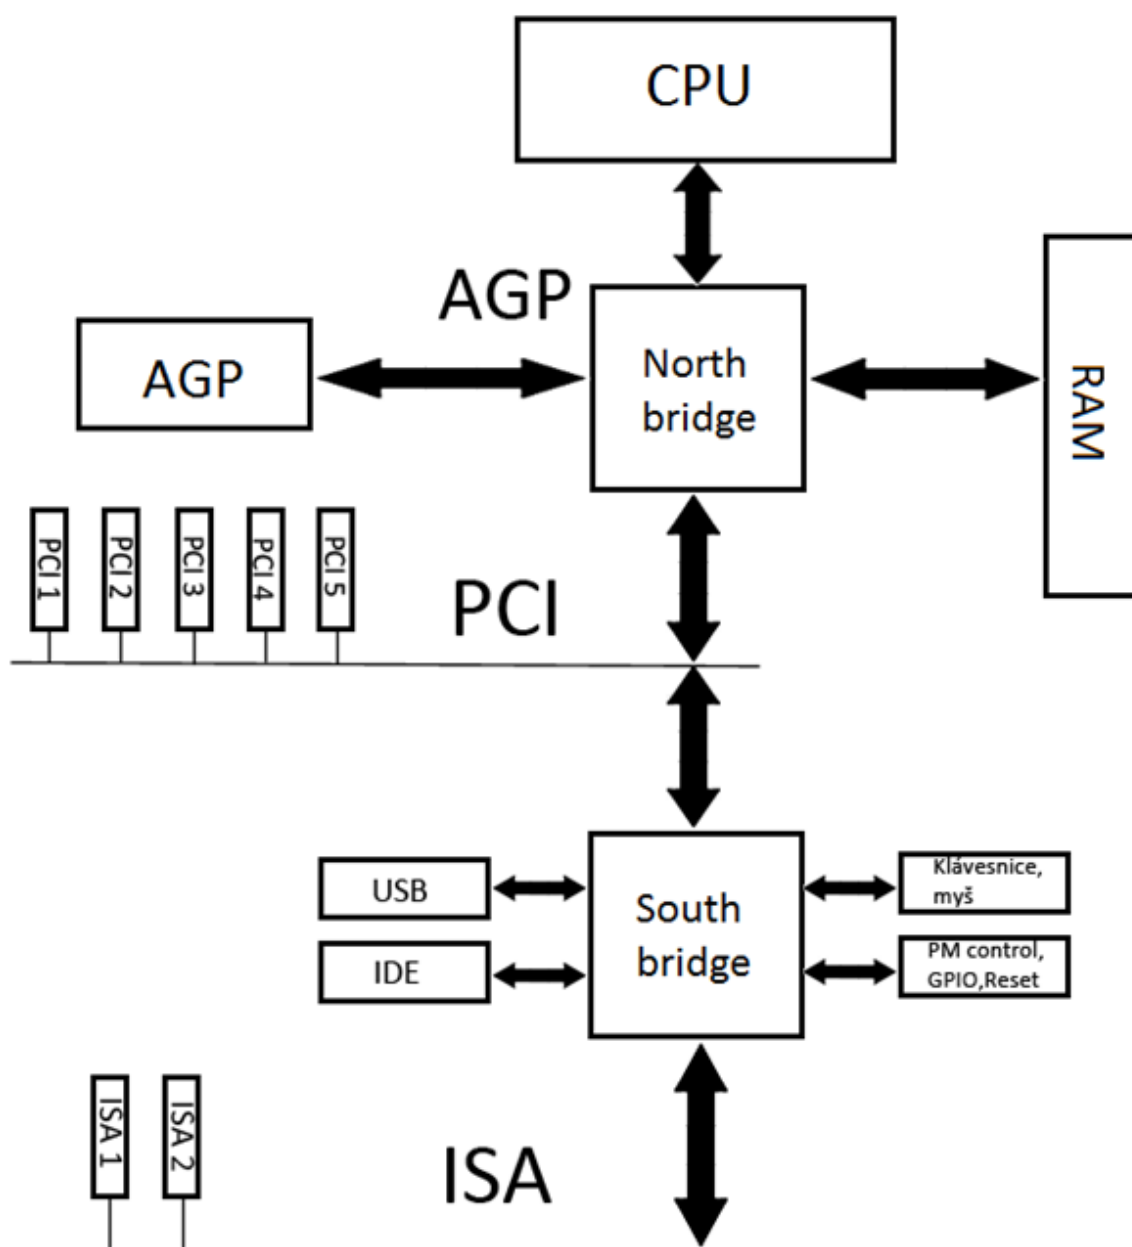 CPU
AGP
AGP
North
bridge
RAM
PCI 1
PCI 2
PCI 3
PCI 4
PCI 5
PCI
USB
IDE
South
bridge
Klávesnice,
myš
PM control,
GPIO,Reset
ISA 1
ISA 2
ISA